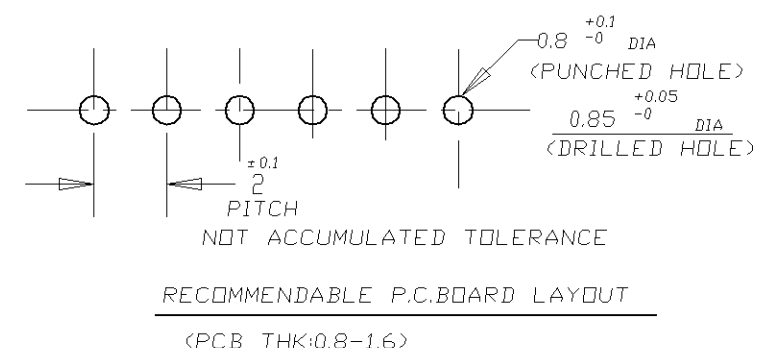 +0.1
0.8 -0 DIA
(PUNCHED HOLE)
+0.05
0.85 -0 DIA
(DRILLED HOLE)
±0.1
2
PITCH
NOT ACCUMULATED TOLERANCE
RECOMMENDABLE P.C.BOARD LAYOUT
(PCB THK:0.8-1.6)